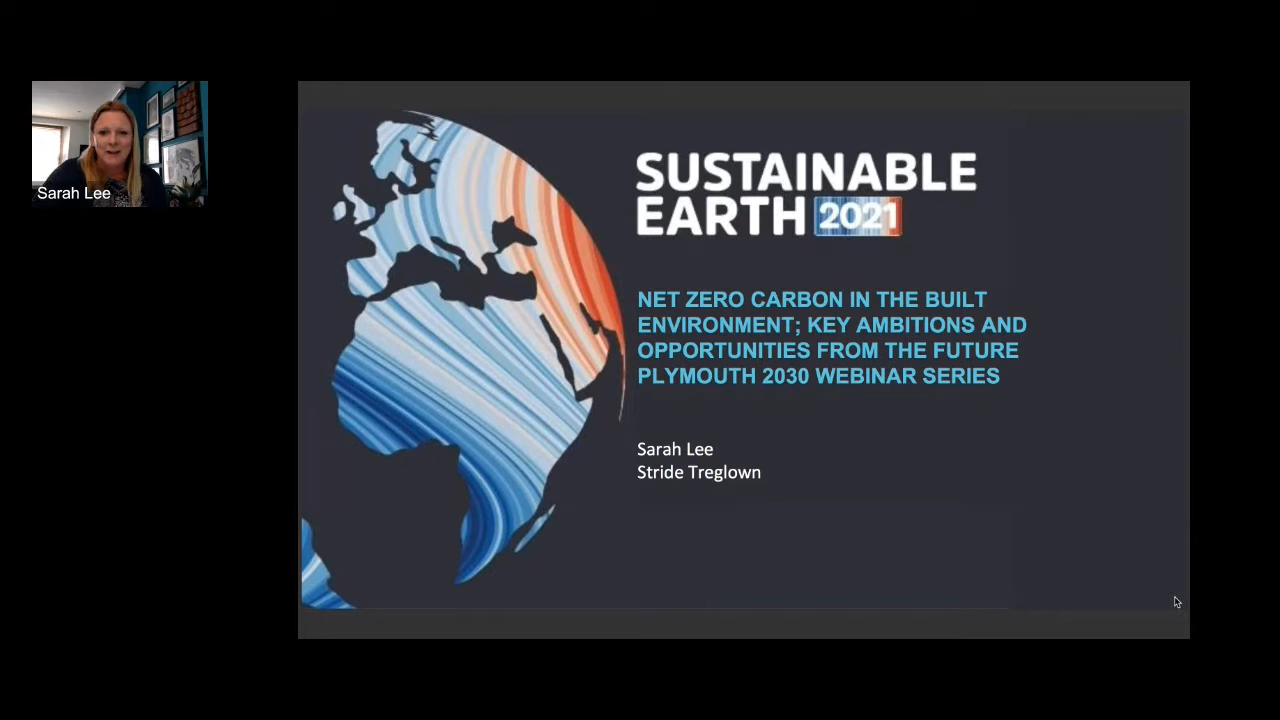 Sarah Lee
SUSTAINABLE
EARTH 2021
NET ZERO CARBON IN THE BUILT
ENVIRONMENT; KEY AMBITIONS AND
OPPORTUNITIES FROM THE FUTURE
PLYMOUTH 2030 WEBINAR SERIES
Sarah Lee
Stride Treglown